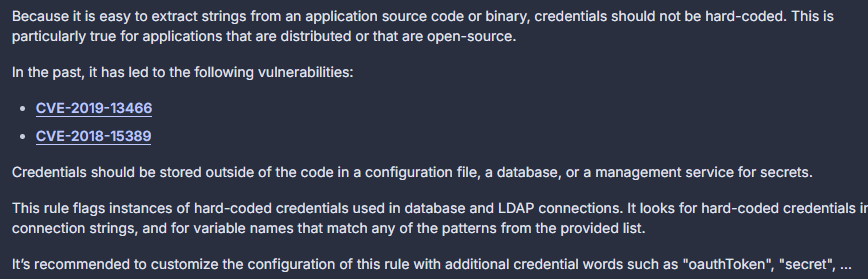 Because it is easy to extract strings from an application source code or binary, credentials should not be hard-coded. This is
particularly true for applications that are distributed or that are open-source.
In the past, it has led to the following vulnerabilities:
• CVE-2019-13466
• CVE-2018-15389
Credentials should be stored outside of the code in a configuration file, a database, or a management service for secrets.
This rule flags instances of hard-coded credentials used in database and LDAP connections. It looks for hard-coded credentials in
connection strings, and for variable names that match any of the patterns from the provided list.
It’s recommended to customize the configuration of this rule with additional credential words such as "oauthToken", "secret", ...